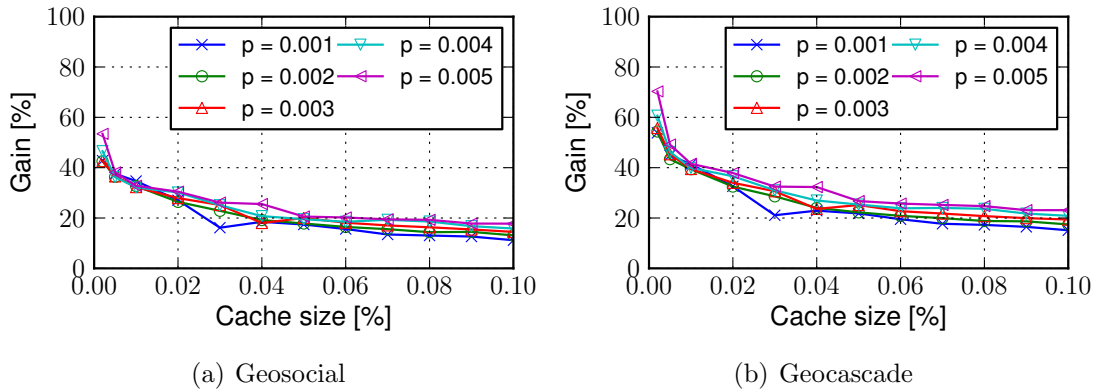 100
80
60
40
20
0
Gain [%]
p = 0.001
p = 0.002
p = 0.003
p = 0.004
p = 0.005
0.00 0.02 0.04 0.06 0.08 0.10
Cache size [%]
(a) Geosocial
100
80
60
40
20
0
Gain [%]
p = 0.001
p = 0.002
p = 0.003
p = 0.004
p = 0.005
0.00 0.02 0.04 0.06 0.08 0.10
Cache size [%]
(b) Geocascade